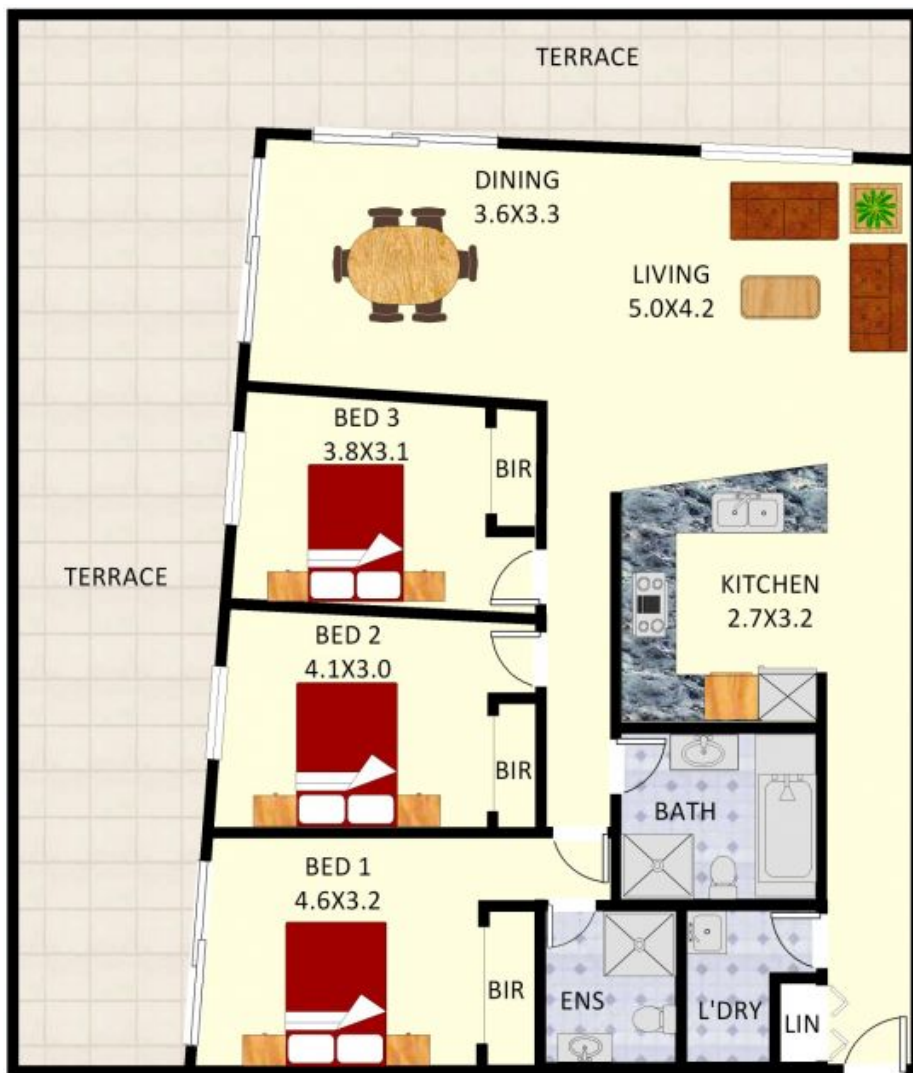 TERRACE
DINING
3.6X3.3
LIVING
5.0X4.2
BED 3
3.8X3.1
BIR
TERRACE
KITCHEN
2.7X3.2
BED 2
4.1X3.0
BIR
BATH
BED 1
4.6X3.2
BIR
ENS
L'DRY
LIN